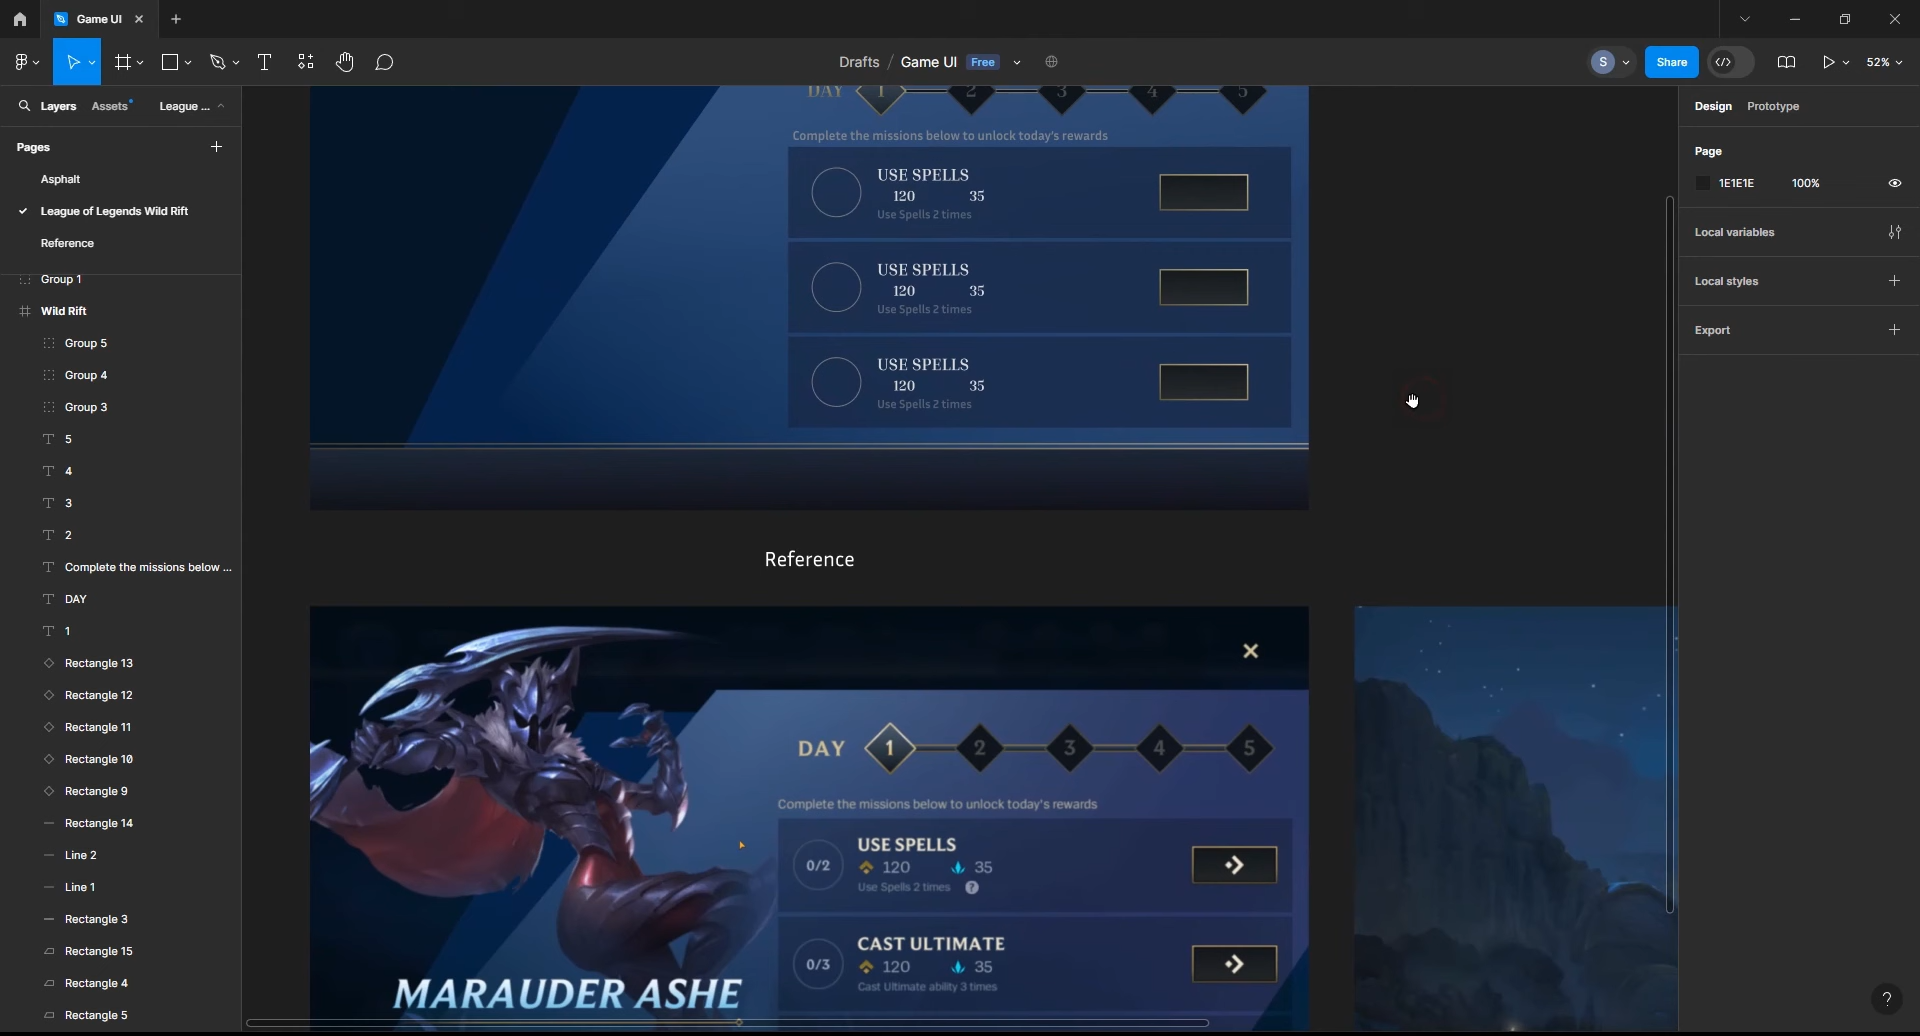 Game UI
Drafts / Game UI Free
S
Share
52%
Layers
Assets
League ...
Pages
Asphalt
League of Legends Wild Rift
Reference
Group 1
Wild Rift
Group 5
Group 4
Group 3
5
4
3
2
Complete the missions below ...
DAY
1
Rectangle 13
Rectangle 12
Rectangle 11
Rectangle 10
Rectangle 9
Rectangle 14
Line 2
Line 1
Rectangle 3
Rectangle 15
Rectangle 4
Rectangle 5
DAY 1 2 3 4 5
Complete the missions below to unlock today's rewards
USE SPELLS
120 35
Use Spells 2 times
USE SPELLS
120 35
Use Spells 2 times
USE SPELLS
120 35
Use Spells 2 times
Reference
DAY 1 2 3 4 5
Complete the missions below to unlock today's rewards
0/2
USE SPELLS
120 35
Use Spells 2 times ?
0/3
CAST ULTIMATE
120 35
Cast Ultimate ability 3 times
MARAUDER ASHE
Design Prototype
Page
1E1E1E 100%
Local variables
Local styles
Export
?